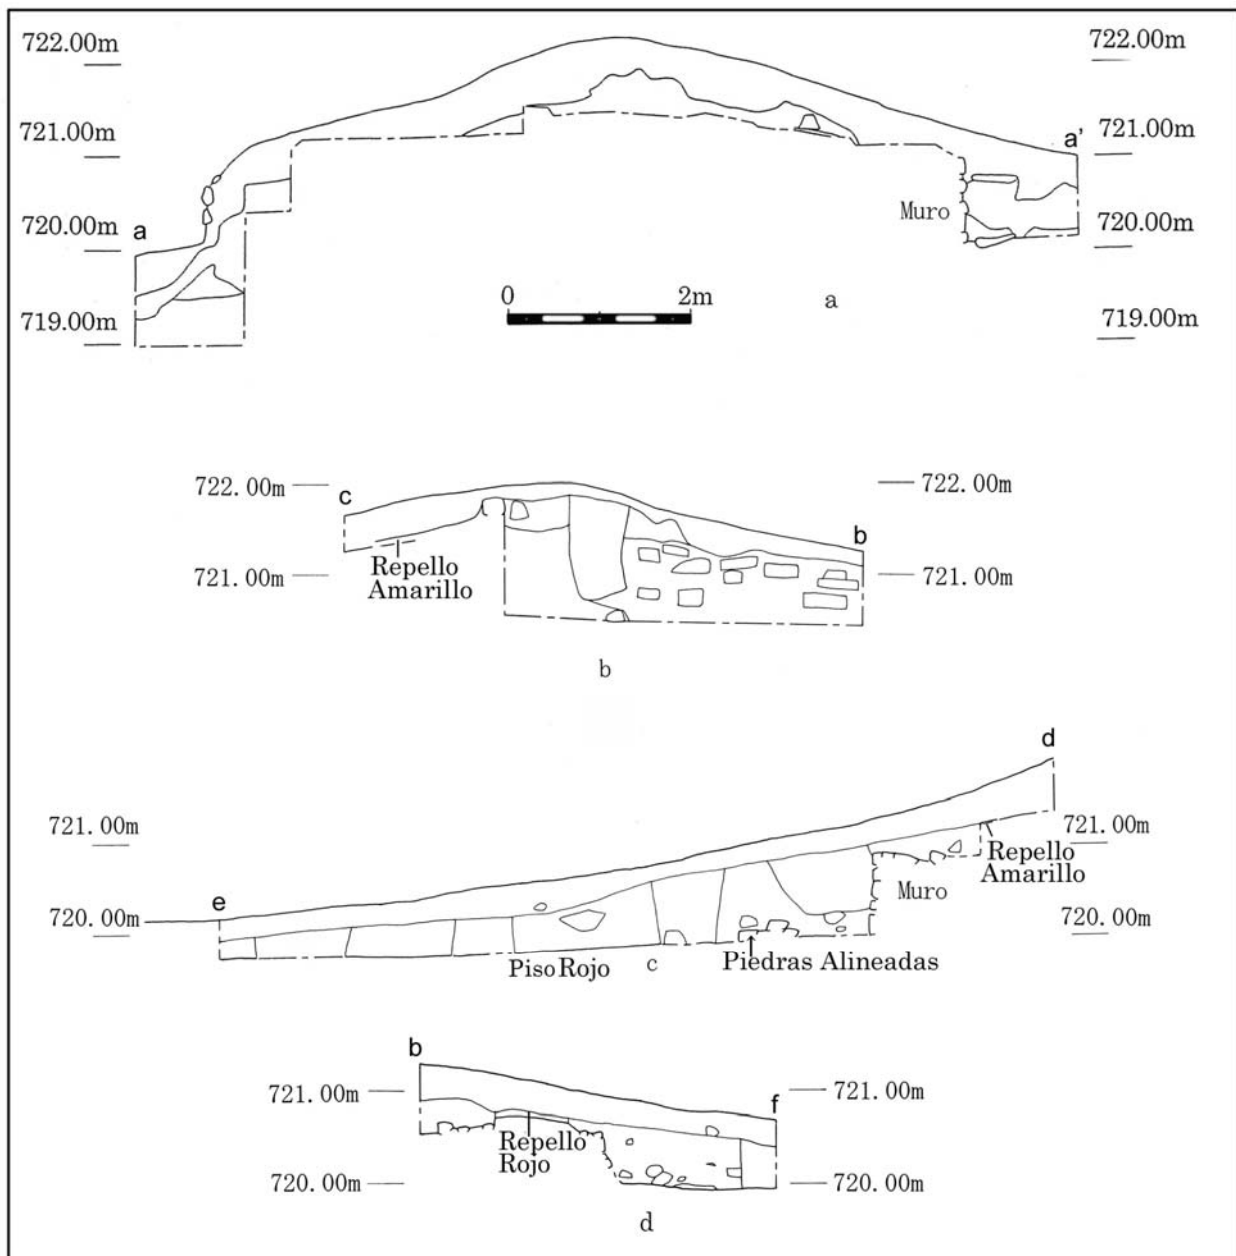 722.00m
722.00m
721.00m
721.00m
a'
Muro
720.00m
a
720.00m
0 2m
a
719.00m
719.00m
722.00m
722.00m
c
b
Repello
Amarillo
721.00m
721.00m
b
d
721.00m
721.00m
Repello
Amarillo
Muro
e
720.00m
720.00m
Piso Rojo
c
Piedras Alineadas
b
721.00m
721.00m
f
Repello
Rojo
720.00m
720.00m
d